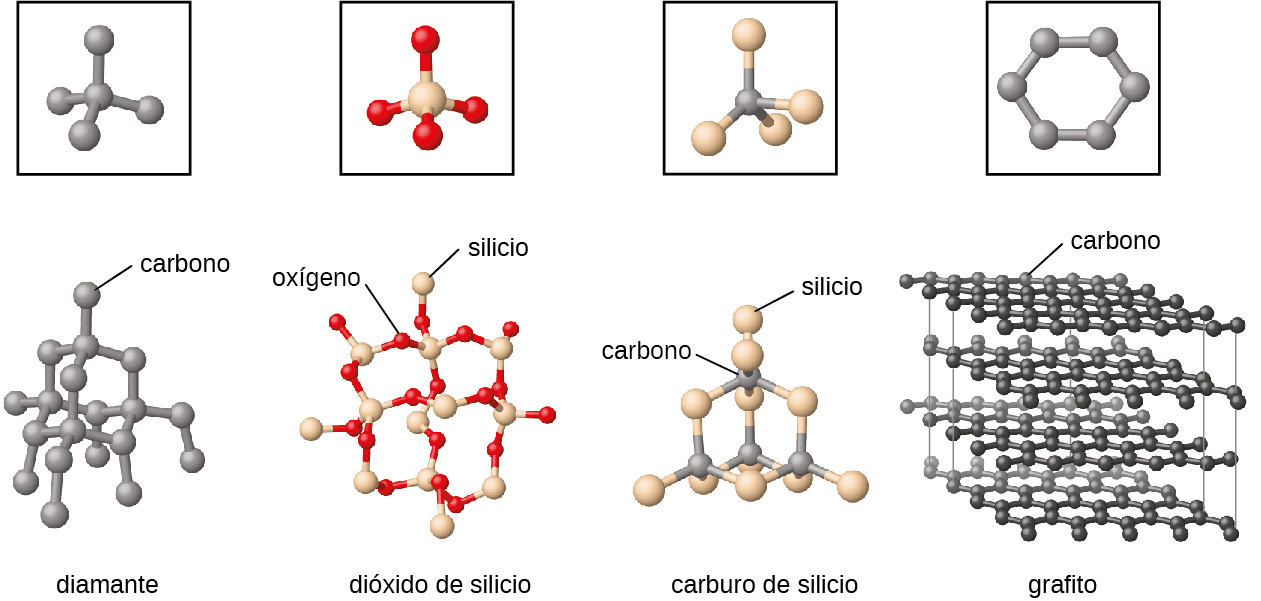 carbono
diamante
oxígeno
silicio
dióxido de silicio
silicio
carbono
carburo de silicio
carbono
grafito